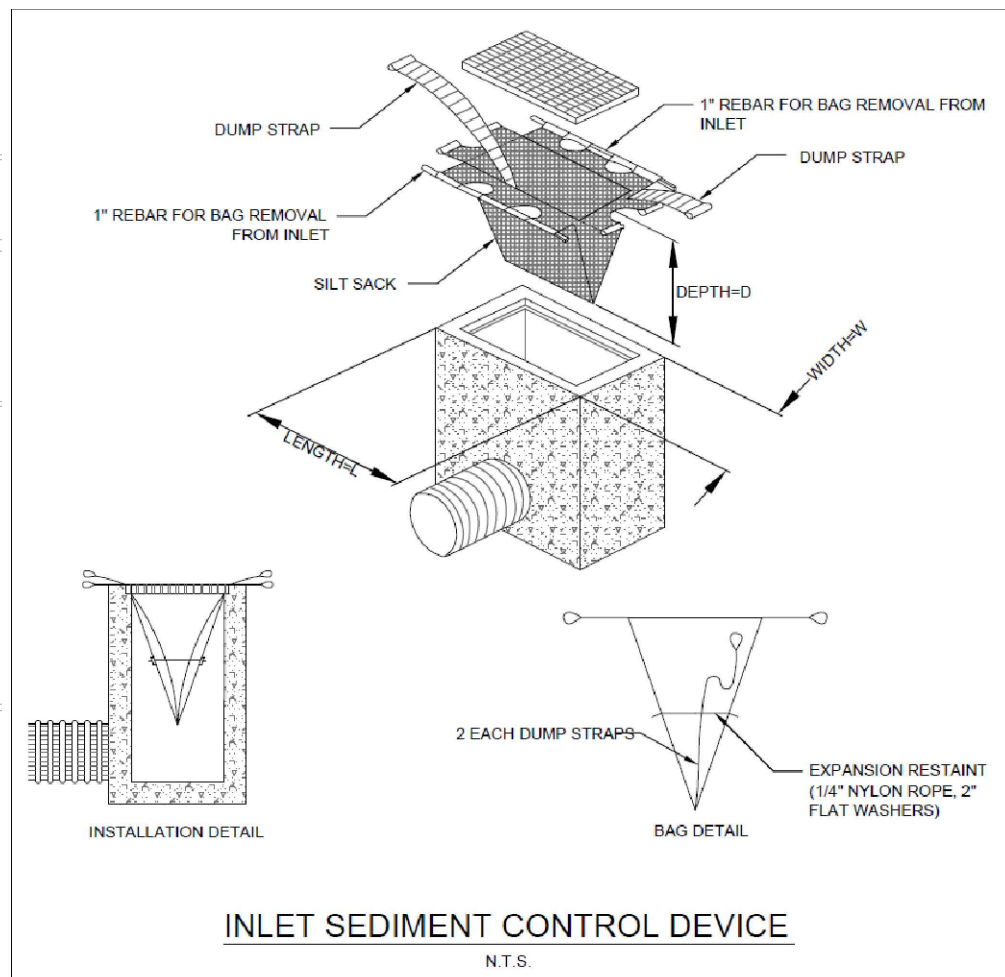 DUMP STRAP
1" REBAR FOR BAG REMOVAL FROM
INLET
DUMP STRAP
1" REBAR FOR BAG REMOVAL
FROM INLET
SILT SACK
DEPTH=D
WIDTH=W
LENGTH=L
2 EACH DUMP STRAPS
EXPANSION RESTAINT
(1/4" NYLON ROPE, 2"
FLAT WASHERS)
INSTALLATION DETAIL
BAG DETAIL
INLET SEDIMENT CONTROL DEVICE
N.T.S.